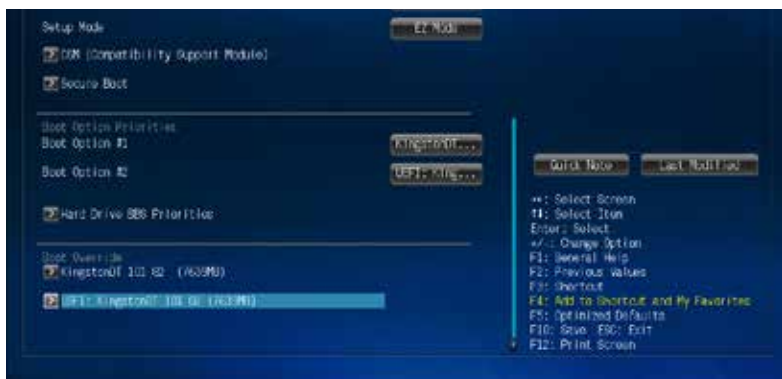 Setup Mode
EZ Mode
CSM (Compatibility Support Module)
Secure Boot
Boot Option Priorities
Boot Option #1
KingstonDT...
Boot Option #2
UEFI: King...
Hard Drive BBS Priorities
Boot Override
KingstonDT 101 G2 (7639MB)
UEFI: KingstonDT 101 G2 (7639MB)
Quick Note
Last Modified
→←: Select Screen
↑↓: Select Item
Enter: Select
+/-: Change Option
F1: General Help
F2: Previous Values
F3: Shortcut
F4: Add to Shortcut and My Favorites
F5: Optimized Defaults
F10: Save ESC: Exit
F12: Print Screen